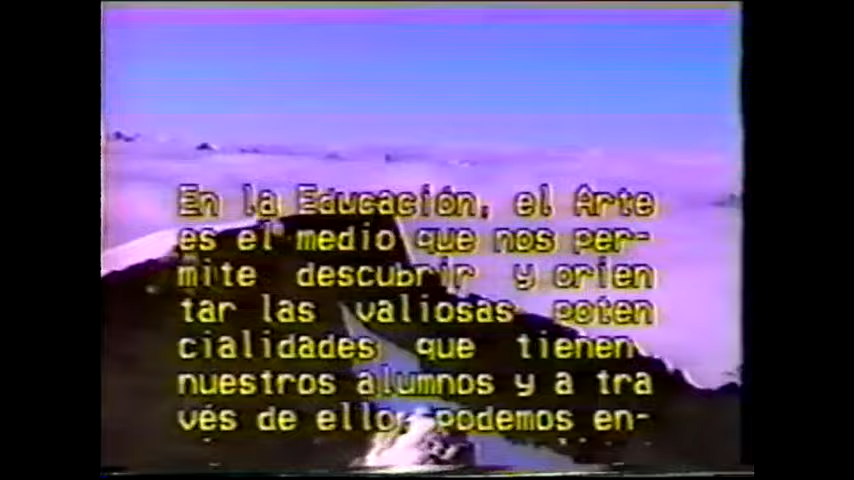 En la Educación, el Arte
es el medio que nos per-
mite descubrir y orien
tar las valiosas poten
cialidades que tienen
nuestros alumnos y a tra
vés de ello, podemos en-